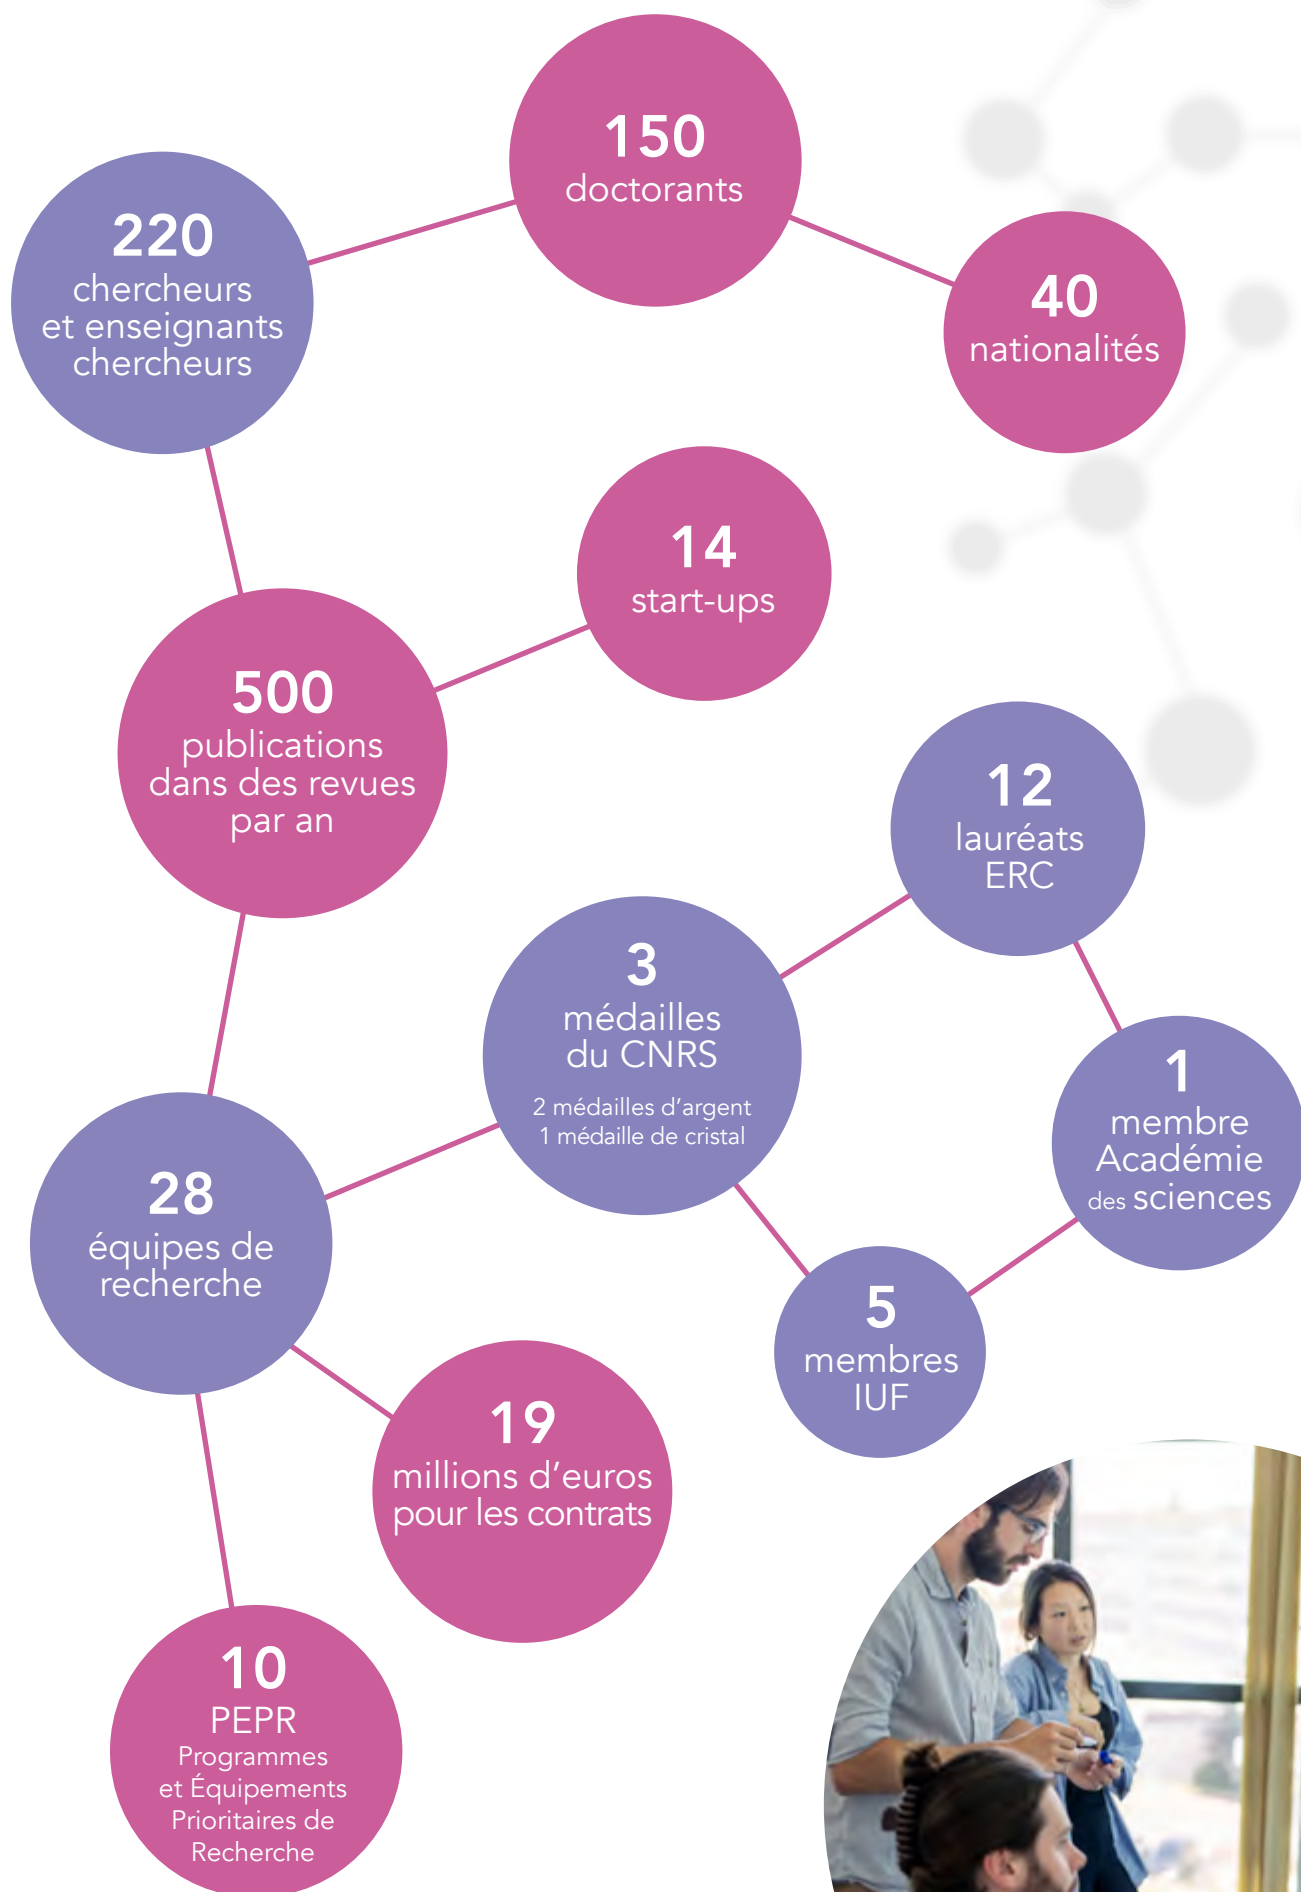 150
doctorants
220
chercheurs
et enseignants
chercheurs
40
nationalités
14
start-ups
500
publications
dans des revues
par an
12
lauréats
ERC
3
médailles
du CNRS
2 médailles d'argent
1 médaille de cristal
1
membre
Académie
des sciences
28
équipes de
recherche
5
membres
IUF
19
millions d'euros
pour les contrats
10
PEPR
Programmes
et Équipements
Prioritaires de
Recherche